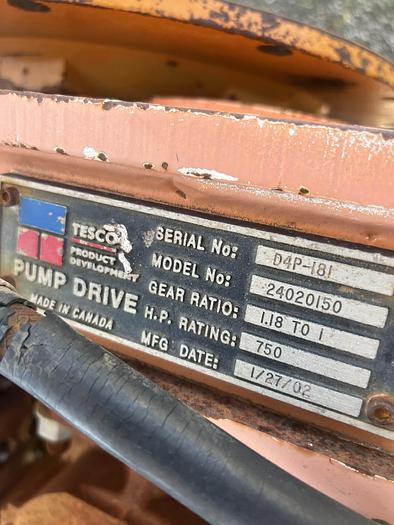 TESCO
PRODUCT
DEVELOPMENT
PUMP DRIVE
MADE IN CANADA
SERIAL No: D4P-181
MODEL No: 24020150
GEAR RATIO: 1.18 TO 1
H.P. RATING: 750
MFG DATE: 1/27/02